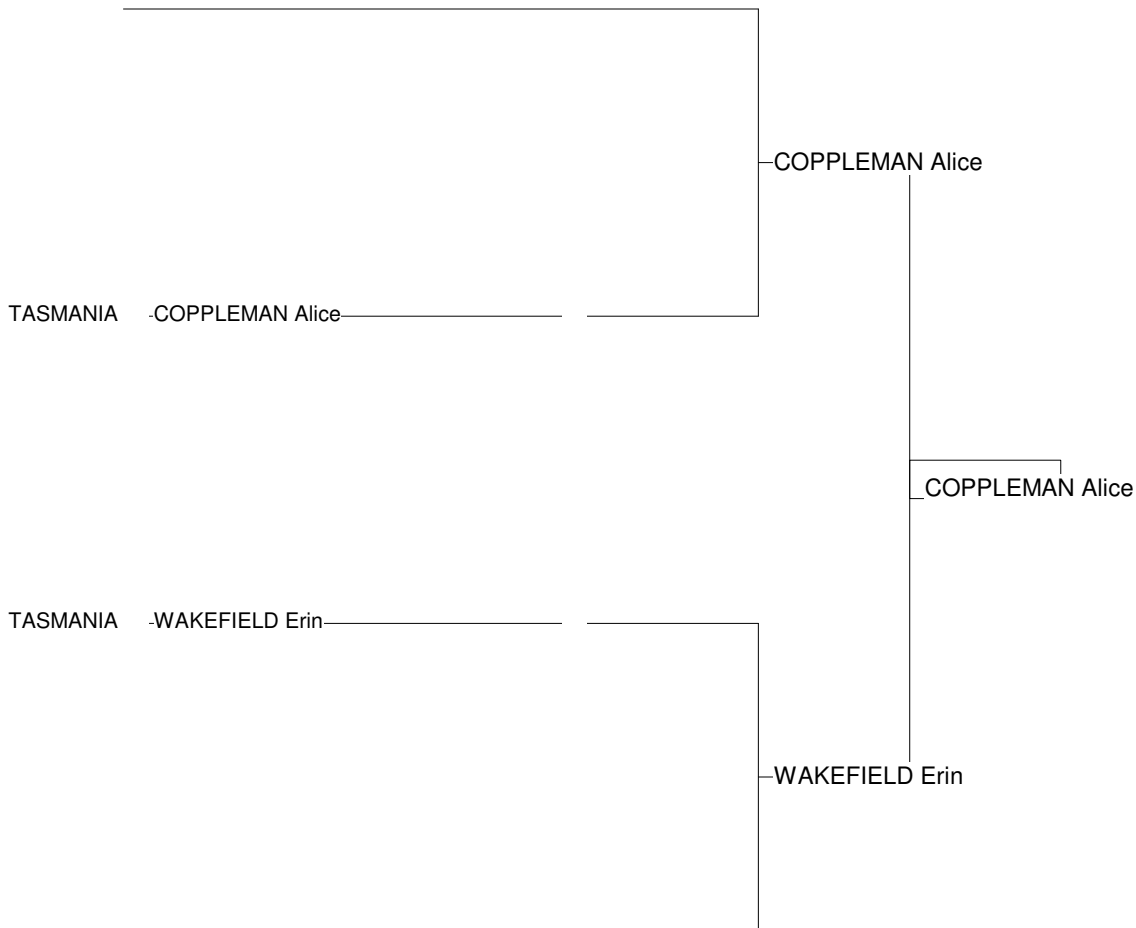 COPPLEMAN Alice
TASMANIA COPPLEMAN Alice
COPPLEMAN Alice
TASMANIA WAKEFIELD Erin
WAKEFIELD Erin